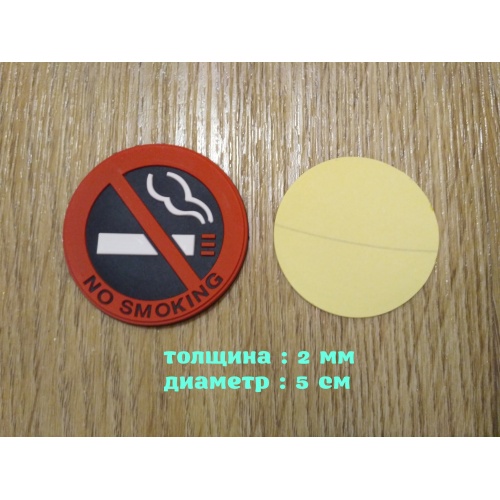 NO SMOKING
толщина : 2 мм
диаметр : 5 см